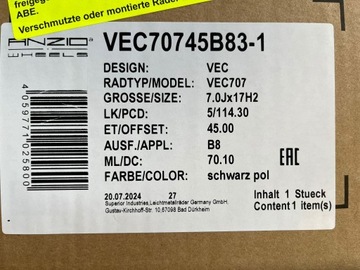 freigege
ABE.
Verschmutzte oder montierte Räder
ANZIO
WHEELS
VEC70745B83-1
DESIGN: VEC
RADTYP/MODEL: VEC707
GROSSE/SIZE: 7.0Jx17H2
LK/PCD: 5/114.30
ET/OFFSET: 45.00
AUSF./APPL: B8
ML/DC: 70.10
FARBE/COLOR: schwarz pol
EAC
4059771025800
20.07.2024 27
Superior Industries,Leichtmetallräder Germany GmbH,
Gustav-Kirchhoff-Str. 10,67098 Bad Dürkheim
Inhalt 1 Stueck
Content 1 item(s)